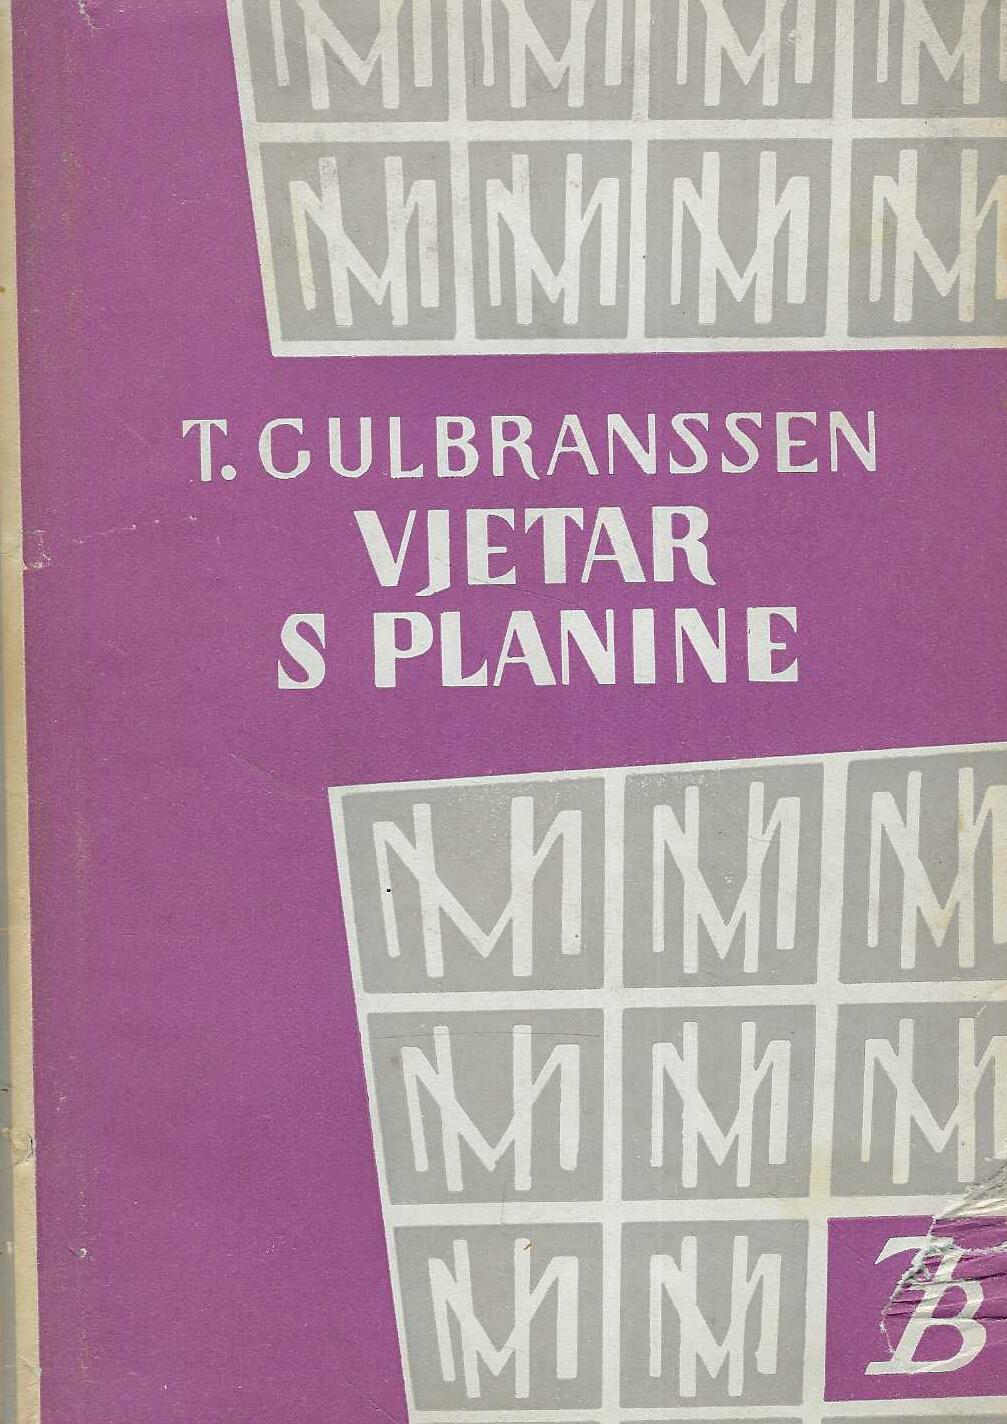 T. GULBRANSSEN
VJETAR
S PLANINE